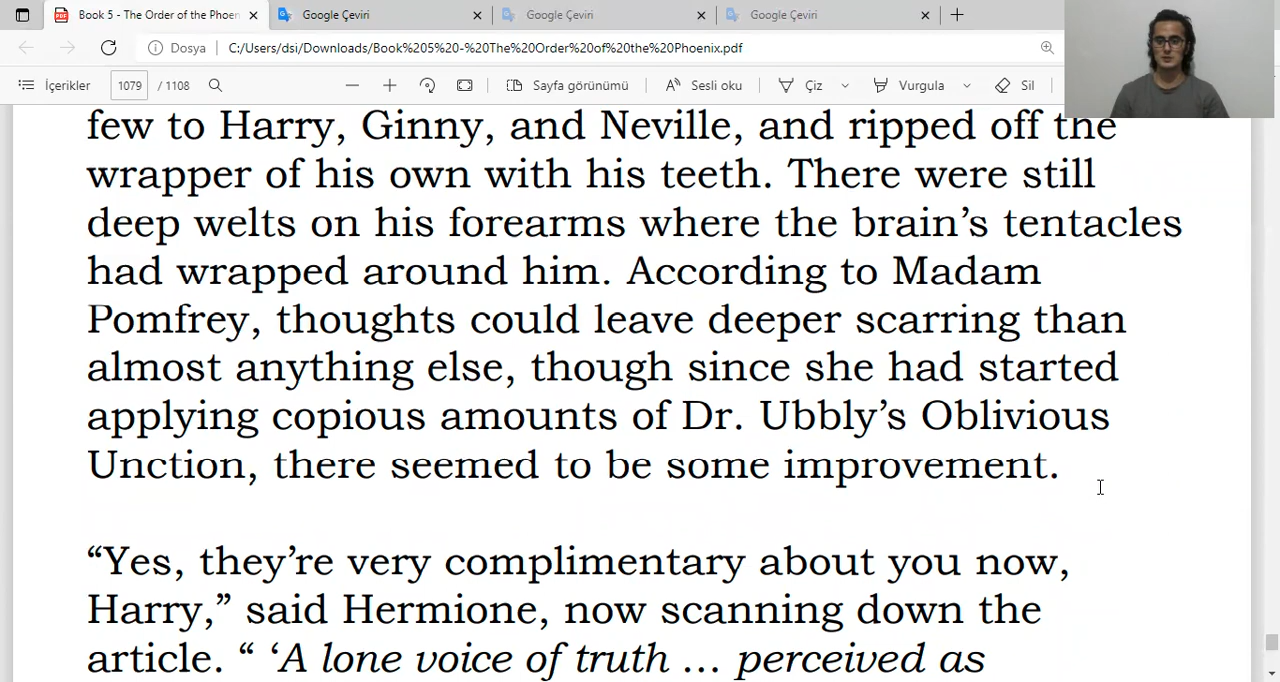 Book 5 - The Order of the Phoen
Google Çeviri
Google Çeviri
Google Çeviri
Dosya
C:/Users/dsi/Downloads/Book%205%20-%20The%20Order%20of%20the%20Phoenix.pdf
İçerikler
1079 / 1108
Sayfa görünümü
Sesli oku
Çiz
Vurgula
Sil
few to Harry, Ginny, and Neville, and ripped off the
wrapper of his own with his teeth. There were still
deep welts on his forearms where the brain’s tentacles
had wrapped around him. According to Madam
Pomfrey, thoughts could leave deeper scarring than
almost anything else, though since she had started
applying copious amounts of Dr. Ubbly’s Oblivious
Unction, there seemed to be some improvement.
“Yes, they’re very complimentary about you now,
Harry,” said Hermione, now scanning down the
article. “ ‘A lone voice of truth ... perceived as